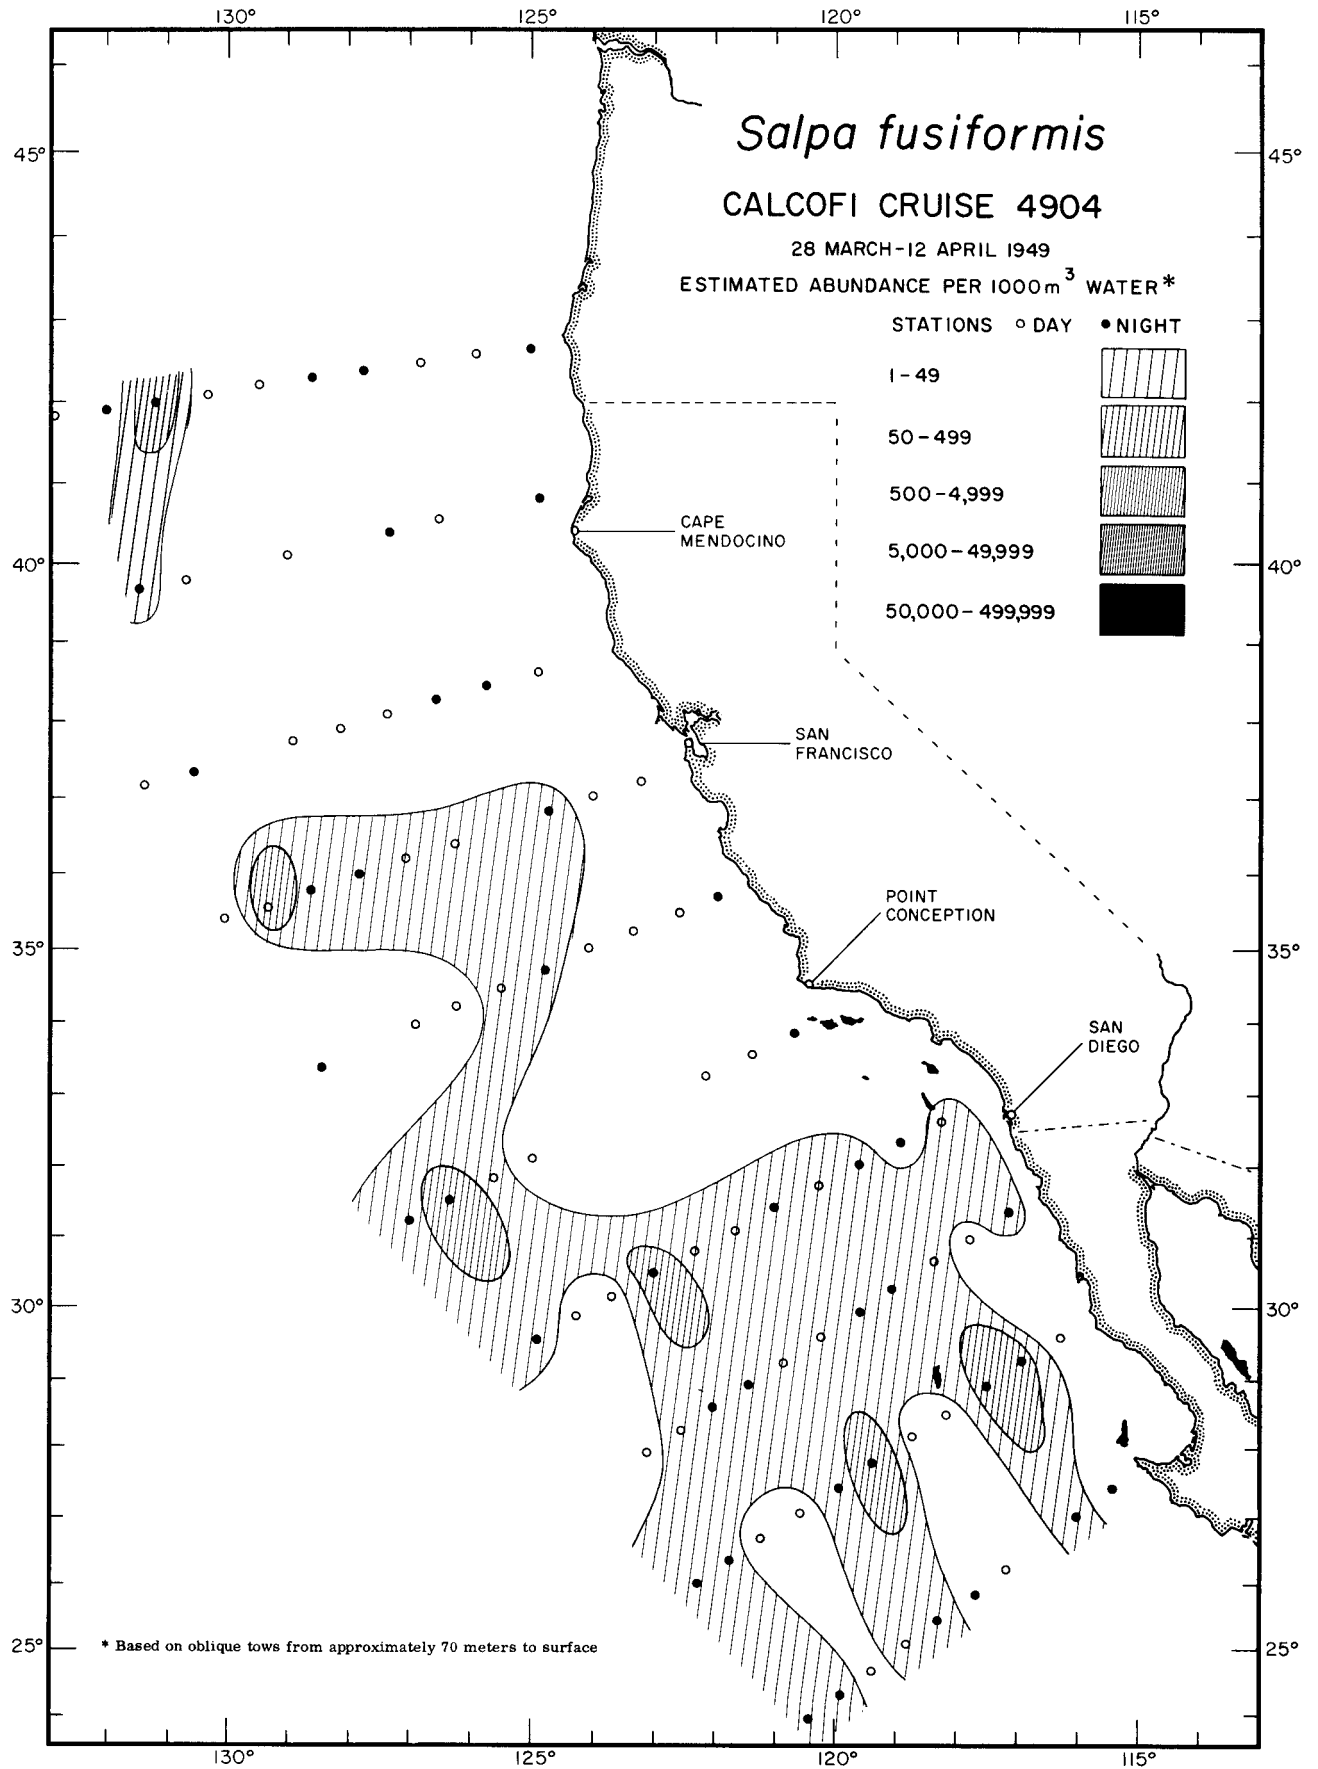 130° 125° 120° 115°
Salpa fusiformis
CALCOFI CRUISE 4904
28 MARCH-12 APRIL 1949
ESTIMATED ABUNDANCE PER 1000m³ WATER*
STATIONS ○ DAY ● NIGHT
1-49
50-499
500-4,999
5,000-49,999
50,000-499,999
45° 45°
CAPE
MENDOCINO
40° 40°
SAN
FRANCISCO
POINT
CONCEPTION
35° 35°
SAN
DIEGO
30° 30°
25° 25°
* Based on oblique tows from approximately 70 meters to surface
130° 125° 120° 115°